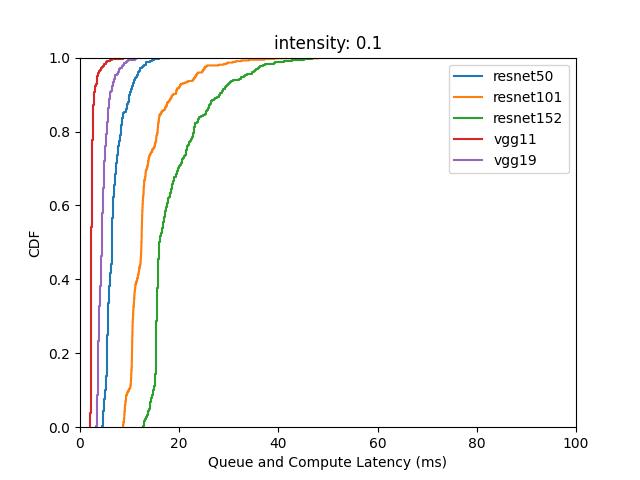 intensity: 0.1
1.0
0.8
0.6
0.4
0.2
0.0
CDF
resnet50
resnet101
resnet152
vgg11
vgg19
0
20
40
60
80
100
Queue and Compute Latency (ms)